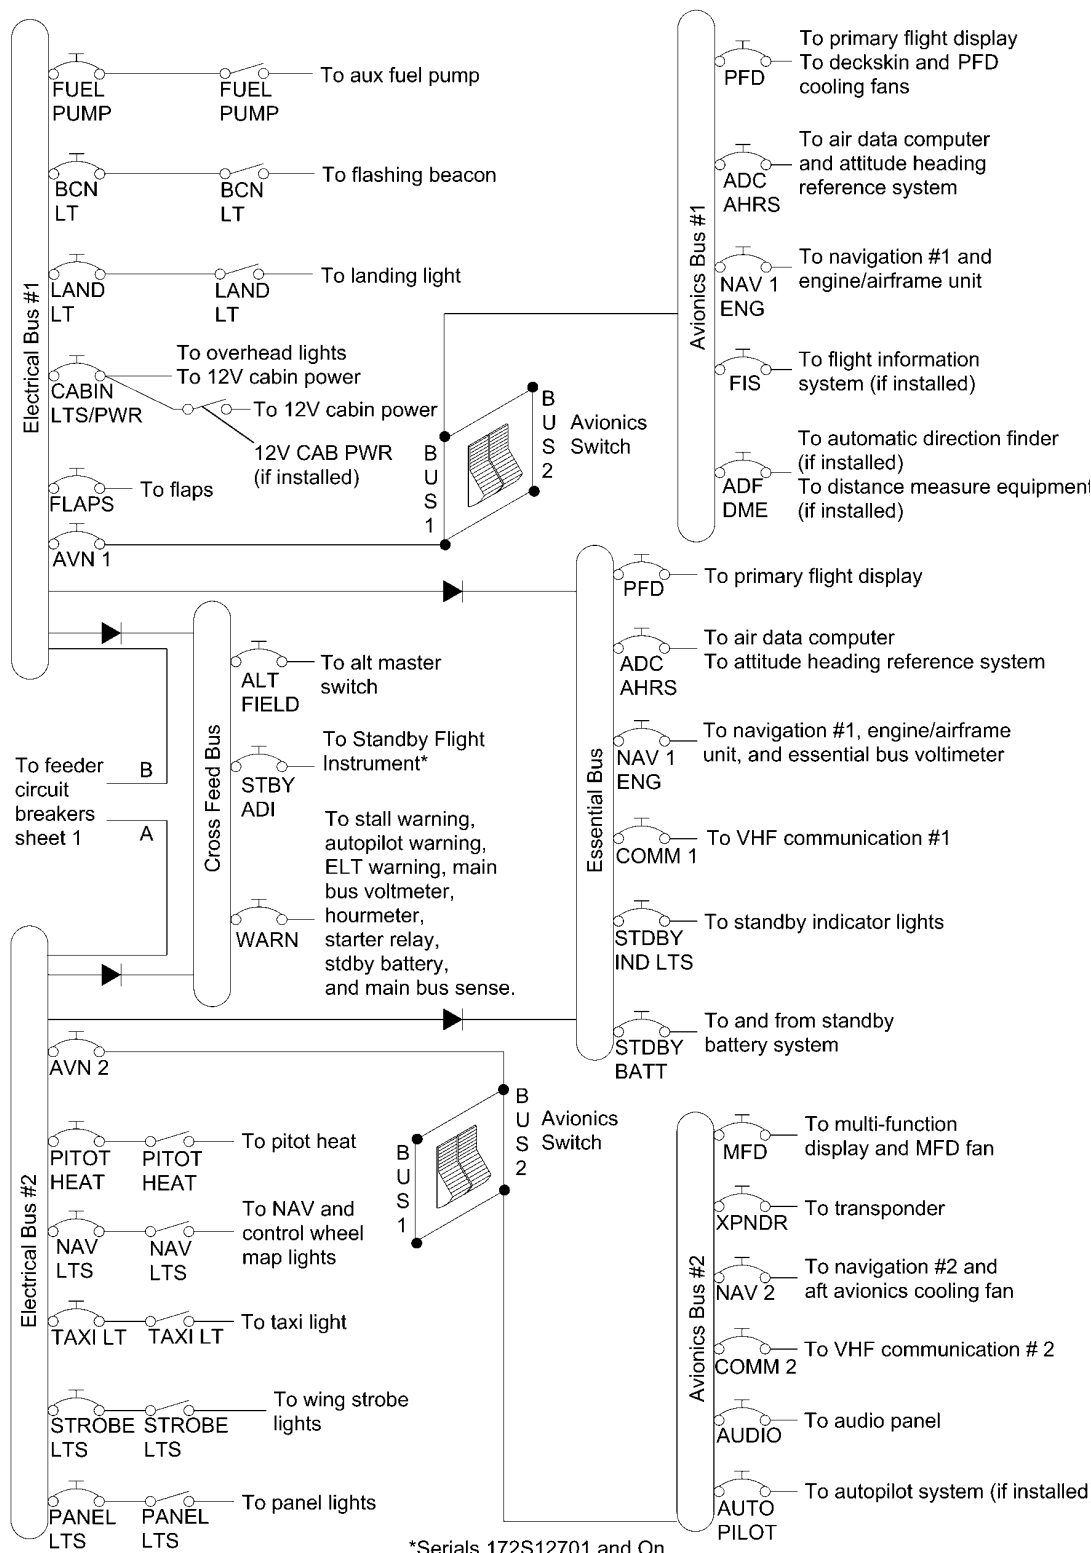 Electrical Bus #1
FUEL
PUMP
FUEL
PUMP
To aux fuel pump
BCN
LT
BCN
LT
To flashing beacon
LAND
LT
LAND
LT
To landing light
CABIN
LTS/PWR
To overhead lights
To 12V cabin power
To 12V cabin power
12V CAB PWR
(if installed)
FLAPS
To flaps
AVN 1
BUS1
BUS2
Avionics
Switch
Avionics Bus #1
PFD
To primary flight display
To deckskin and PFD
cooling fans
ADC
AHRS
To air data computer
and attitude heading
reference system
NAV 1
ENG
To navigation #1 and
engine/airframe unit
FIS
To flight information
system (if installed)
ADF
DME
To automatic direction finder
(if installed)
To distance measure equipment
(if installed)
Cross Feed Bus
ALT
FIELD
To alt master
switch
STBY
ADI
To Standby Flight
Instrument*
WARN
To stall warning,
autopilot warning,
ELT warning, main
bus voltmeter,
hourmeter,
starter relay,
stdby battery,
and main bus sense.
To feeder
circuit
breakers
sheet 1
B
A
Essential Bus
PFD
To primary flight display
ADC
AHRS
To air data computer
To attitude heading reference system
NAV 1
ENG
To navigation #1, engine/airframe
unit, and essential bus voltimeter
COMM 1
To VHF communication #1
STDBY
IND LTS
To standby indicator lights
STDBY
BATT
To and from standby
battery system
Electrical Bus #2
AVN 2
PITOT
HEAT
PITOT
HEAT
To pitot heat
NAV
LTS
NAV
LTS
To NAV and
control wheel
map lights
TAXI LT
TAXI LT
To taxi light
STROBE
LTS
STROBE
LTS
To wing strobe
lights
PANEL
LTS
PANEL
LTS
To panel lights
BUS1
BUS2
Avionics
Switch
Avionics Bus #2
MFD
To multi-function
display and MFD fan
XPNDR
To transponder
NAV 2
To navigation #2 and
aft avionics cooling fan
COMM 2
To VHF communication # 2
AUDIO
To audio panel
AUTO
PILOT
To autopilot system (if installed
*Serials 172S12701 and On